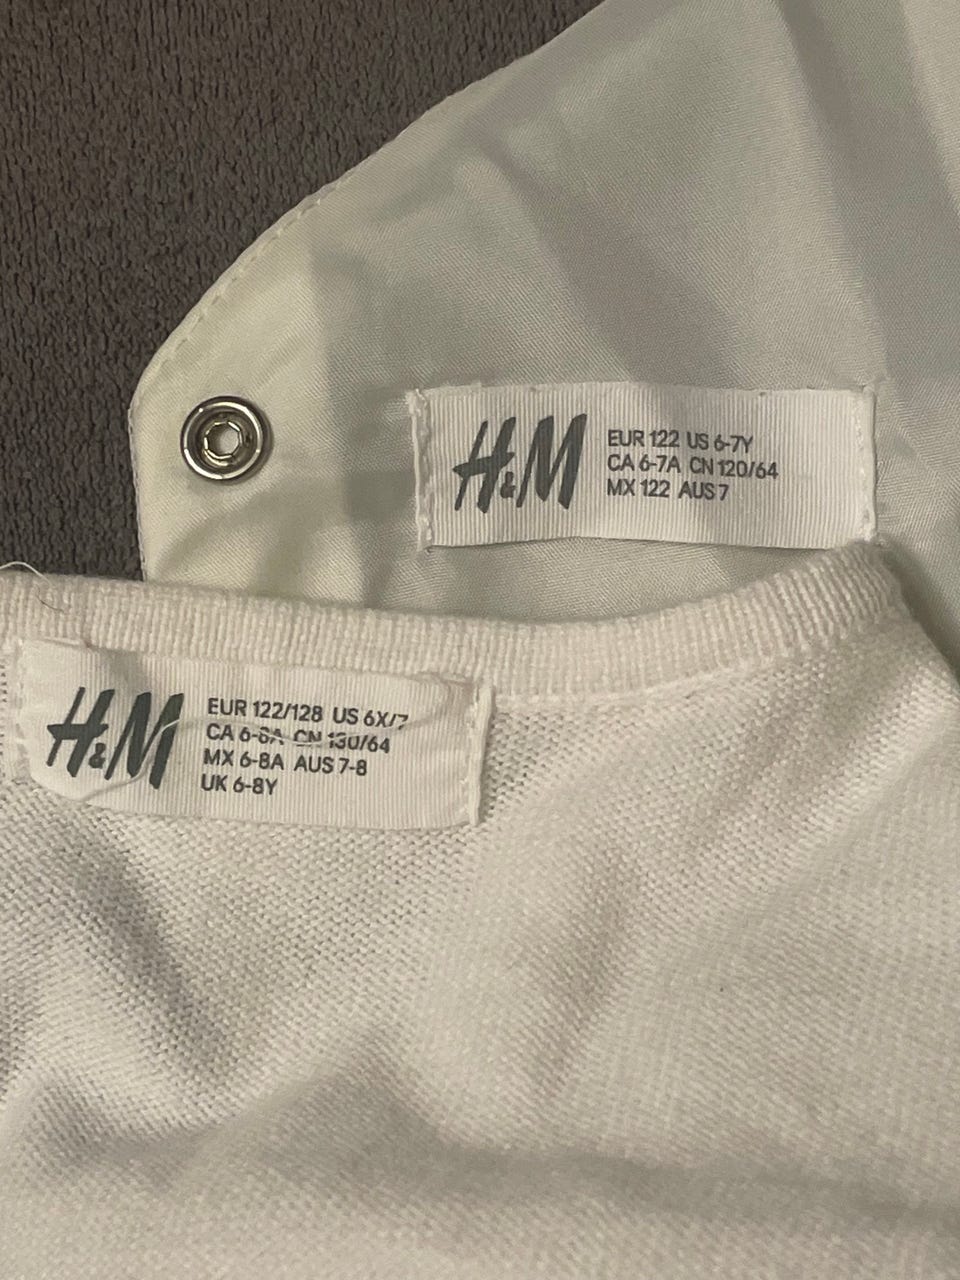 H&M
EUR 122 US 6-7Y
CA 6-7A CN 120/64
MX 122 AUS 7
H&M
EUR 122/128 US 6X/7
CA 6-8A CN 130/64
MX 6-8A AUS 7-8
UK 6-8Y